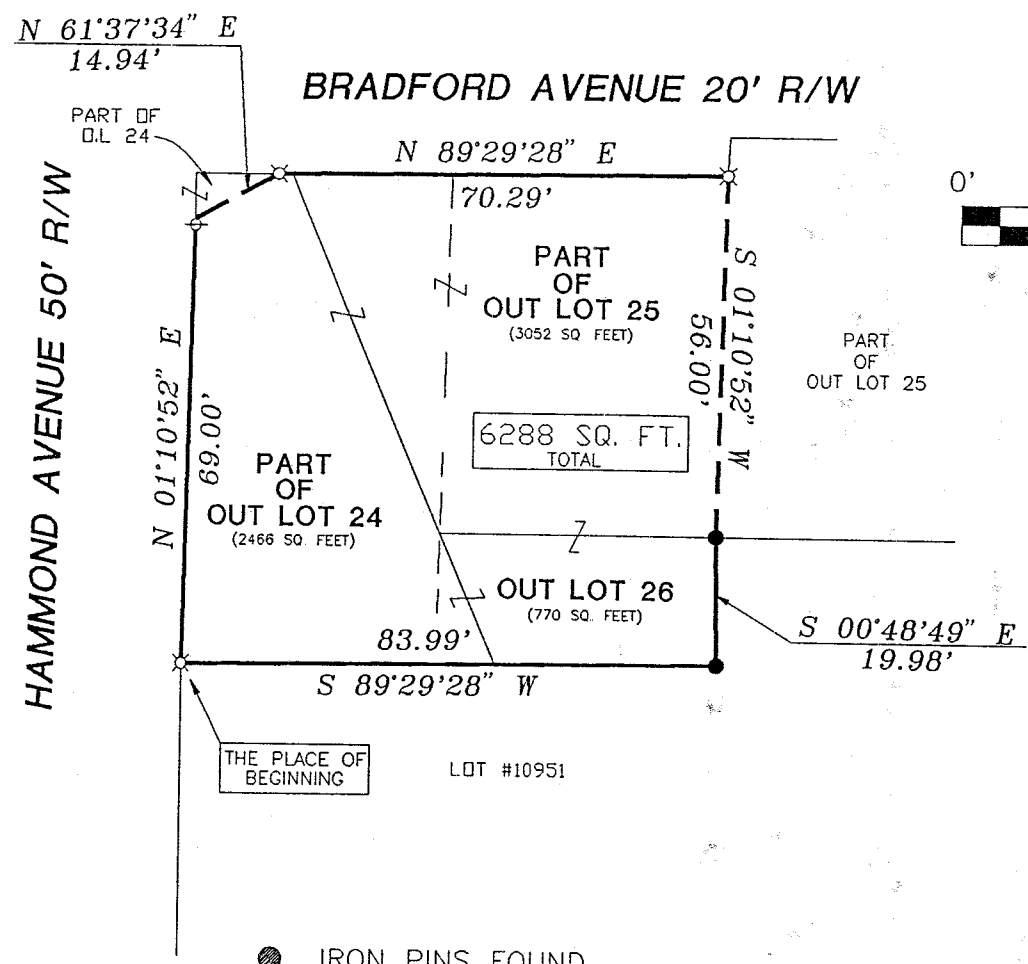 N 61°37'34" E
14.94'
BRADFORD AVENUE 20' R/W
PART OF
O.L 24
N 89°29'28" E
70.29'
0'
HAMMOND AVENUE 50' R/W
N 01°10'52" E
69.00'
PART
OF
OUT LOT 25
(3052 SQ. FEET)
S 01°10'52" W
56.00'
PART
OF
OUT LOT 25
6288 SQ. FT.
TOTAL
PART
OF
OUT LOT 24
(2466 SQ. FEET)
OUT LOT 26
(770 SQ. FEET)
S 00°48'49" E
19.98'
83.99'
S 89°29'28" W
THE PLACE OF
BEGINNING
LOT #10951
IRON PINS FOUND